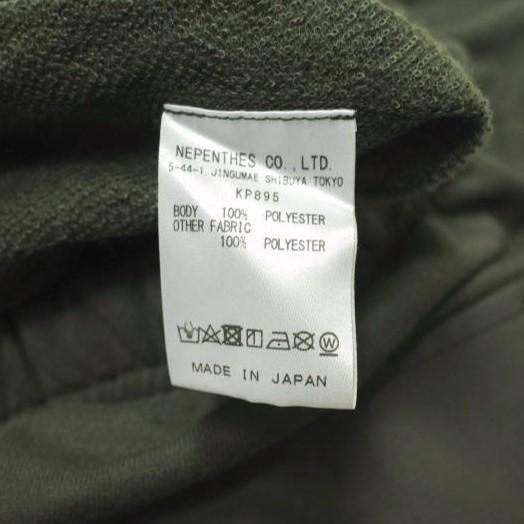 NEPENTHES CO.,LTD.
5-44-1 JINGUMAE SHIBUYA TOKYO
KP895
BODY 100% POLYESTER
OTHER FABRIC
100% POLYESTER
W
MADE IN JAPAN